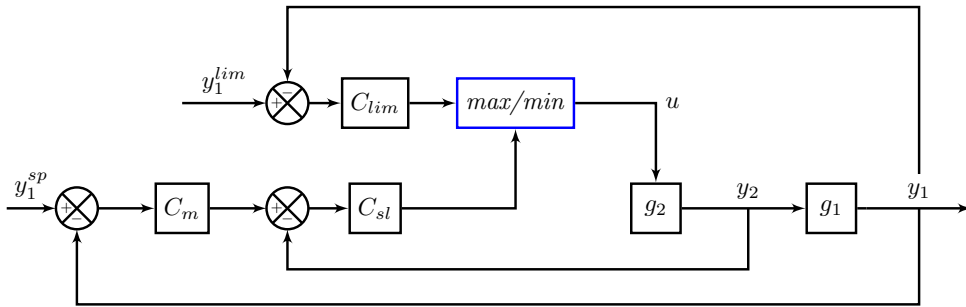 y_1^{lim}
+
−
C_{lim}
max/min
u
y_1^{sp}
+
−
C_m
+
−
C_{sl}
g_2
y_2
g_1
y_1